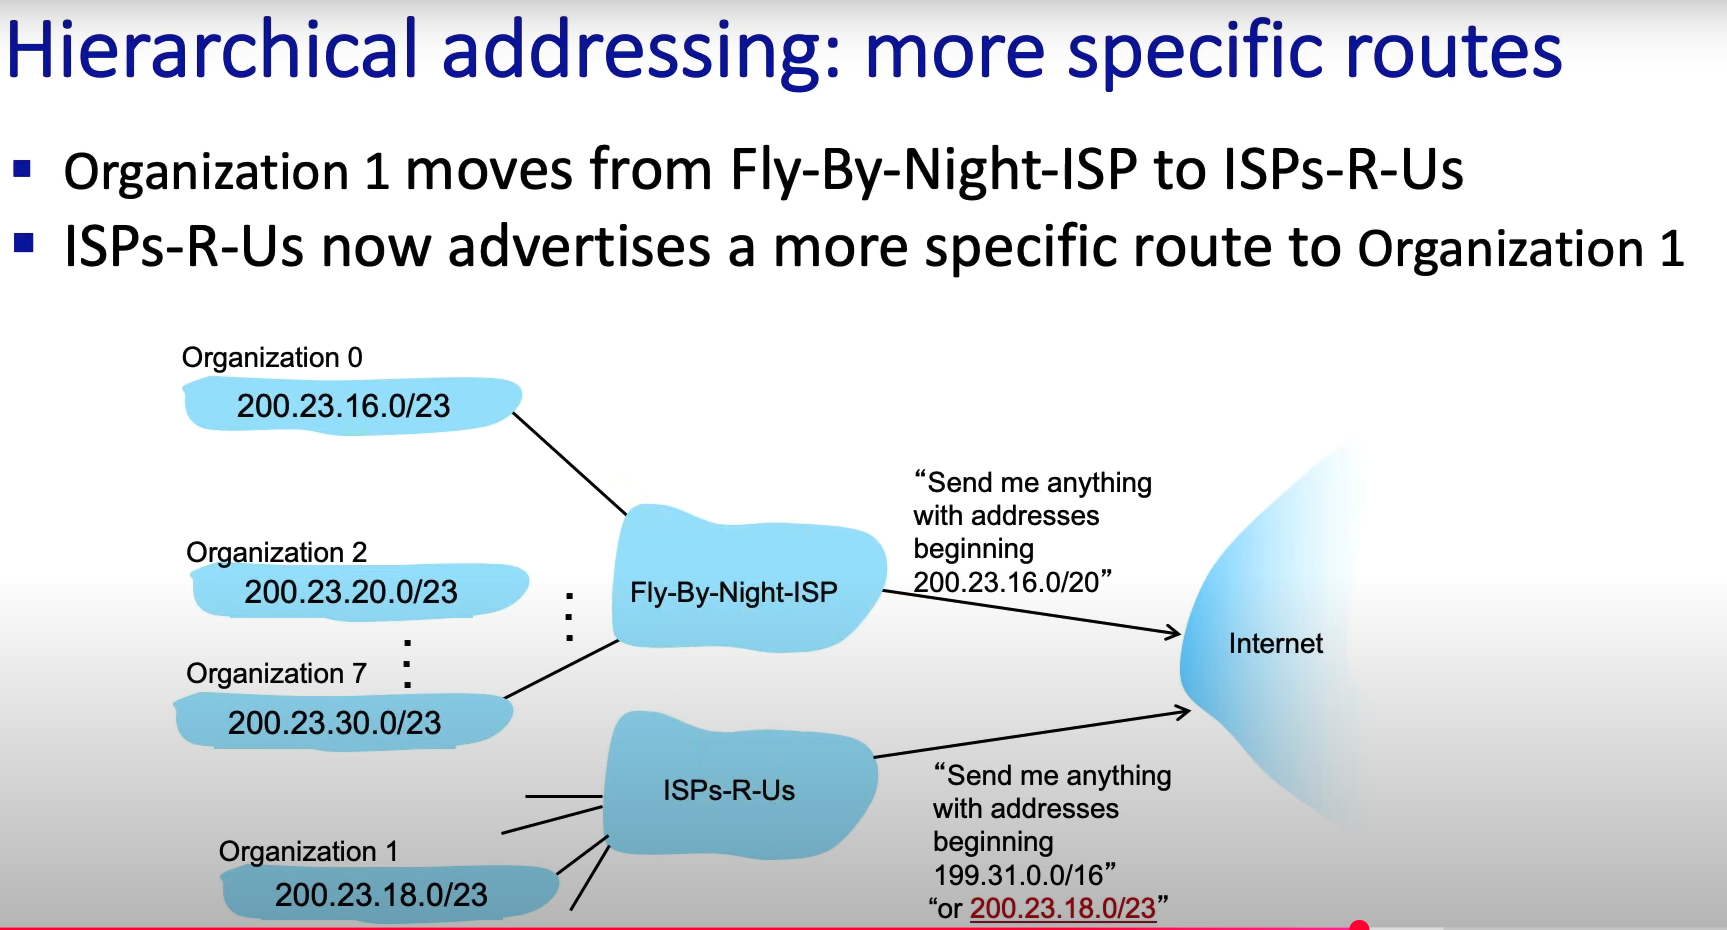 Hierarchical addressing: more specific routes
▪ Organization 1 moves from Fly-By-Night-ISP to ISPs-R-Us
▪ ISPs-R-Us now advertises a more specific route to Organization 1
Organization 0
200.23.16.0/23
Organization 2
200.23.20.0/23
Organization 7
200.23.30.0/23
Organization 1
200.23.18.0/23
Fly-By-Night-ISP
ISPs-R-Us
“Send me anything
with addresses
beginning
200.23.16.0/20”
“Send me anything
with addresses
beginning
199.31.0.0/16”
“or 200.23.18.0/23”
Internet